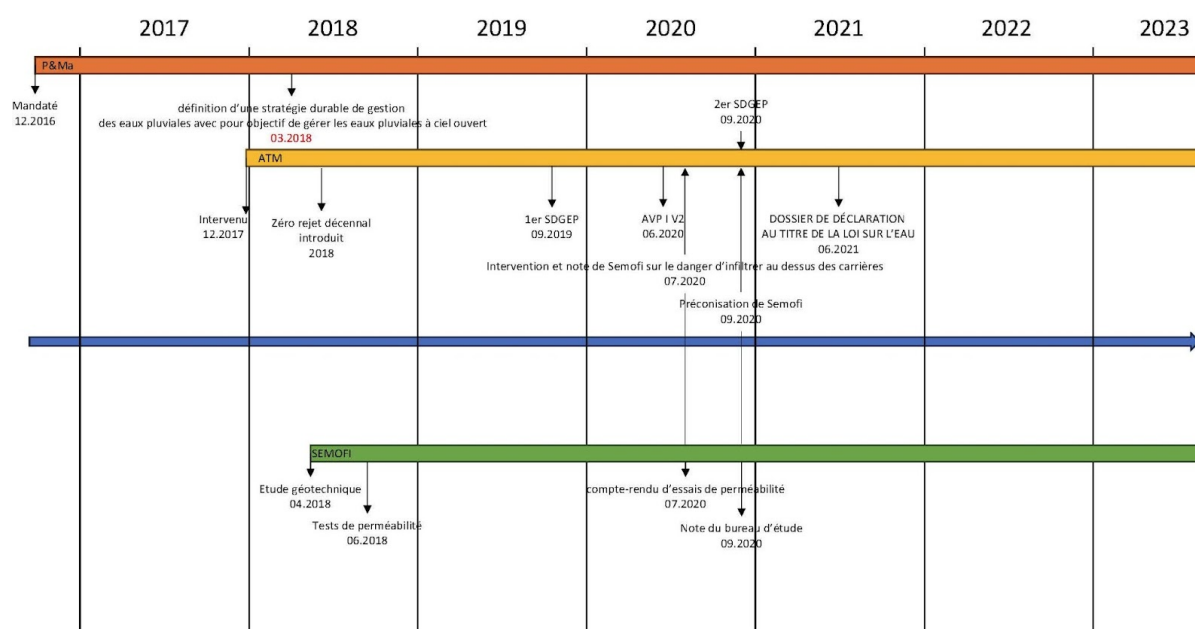 2017
2018
2019
2020
2021
2022
2023
P&Ma
Mandaté
12.2016
définition d'une stratégie durable de gestion
des eaux pluviales avec pour objectif de gérer les eaux pluviales à ciel ouvert
03.2018
2er SDGEP
09.2020
ATM
Intervenu
12.2017
Zéro rejet décennal
introduit
2018
1er SDGEP
09.2019
AVP I V2
06.2020
DOSSIER DE DÉCLARATION
AU TITRE DE LA LOI SUR L'EAU
06.2021
Intervention et note de Semofi sur le danger d'infiltrer au dessus des carrières
07.2020
Préconisation de Semofi
09.2020
SEMOFI
Etude géotechnique
04.2018
Tests de perméabilité
06.2018
compte-rendu d'essais de perméabilité
07.2020
Note du bureau d'étude
09.2020